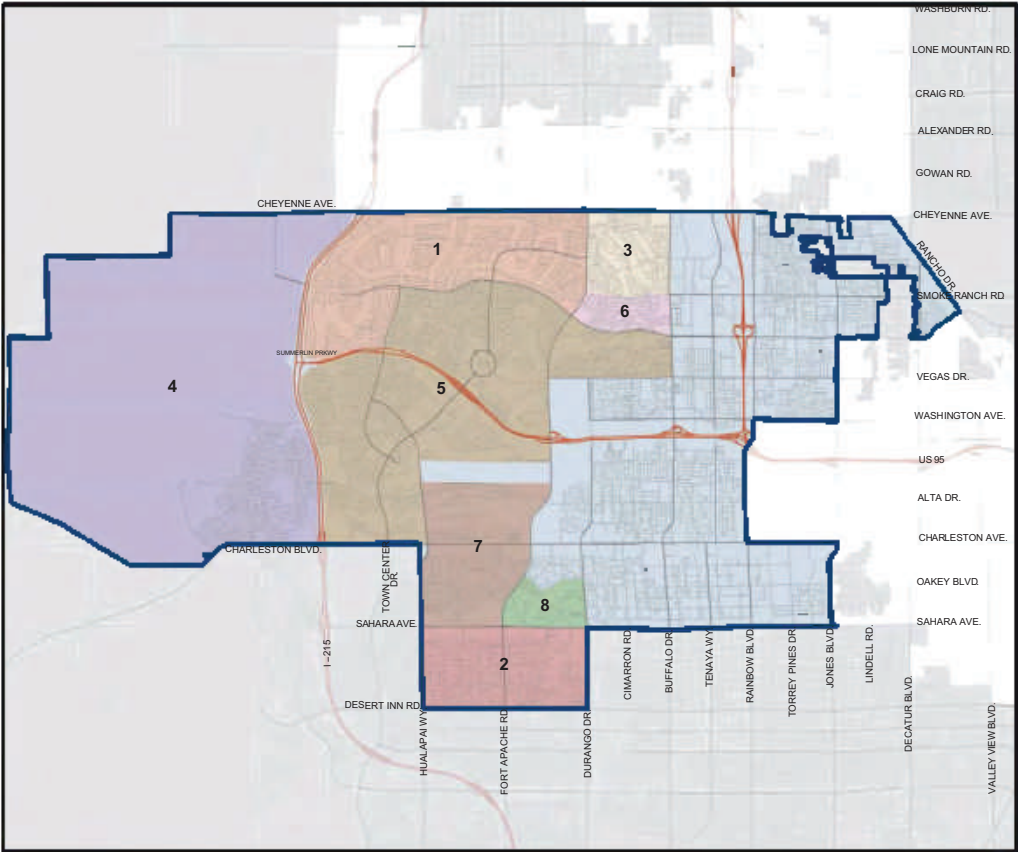 WASHBURN RD.
LONE MOUNTAIN RD.
CRAIG RD.
ALEXANDER RD.
GOWAN RD.
CHEYENNE AVE.
CHEYENNE AVE.
RANCHO DR.
1
3
SMOKE RANCH RD
6
SUMMERLIN PRKWY
4
5
VEGAS DR.
WASHINGTON AVE.
US 95
ALTA DR.
CHARLESTON AVE.
7
CHARLESTON BLVD.
TOWN CENTER
DR.
OAKEY BLVD.
8
SAHARA AVE.
SAHARA AVE.
I-215
2
CIMARRON RD.
BUFFALO DR.
TENAYA WY.
RAINBOW BLVD.
TORREY PINES DR.
JONES BLVD.
LINDELL RD.
DESERT INN RD.
HUALAPAI WY.
FORT APACHE RD.
DURANGO DR.
DECATUR BLVD.
VALLEY VIEW BLVD.